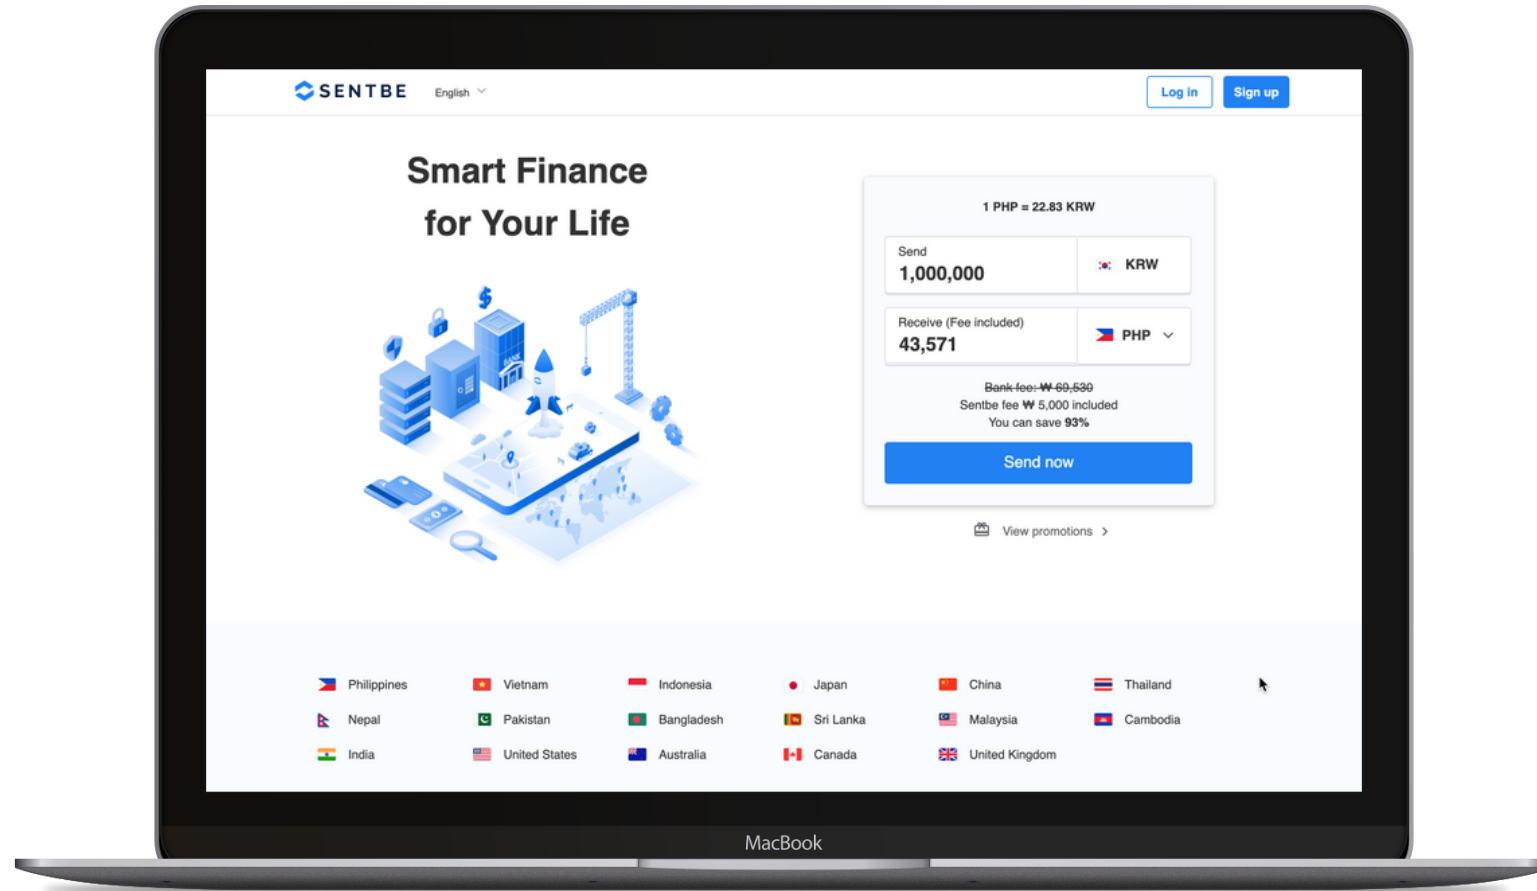 SENTBE
English
Log in
Sign up
Smart Finance
for Your Life
BANK
1 PHP = 22.83 KRW
Send
1,000,000
KRW
Receive (Fee included)
43,571
PHP
Bank fee: ₩ 69,530
Sentbe fee ₩ 5,000 included
You can save 93%
Send now
View promotions
Philippines
Vietnam
Indonesia
Japan
China
Thailand
Nepal
Pakistan
Bangladesh
Sri Lanka
Malaysia
Cambodia
India
United States
Australia
Canada
United Kingdom
MacBook